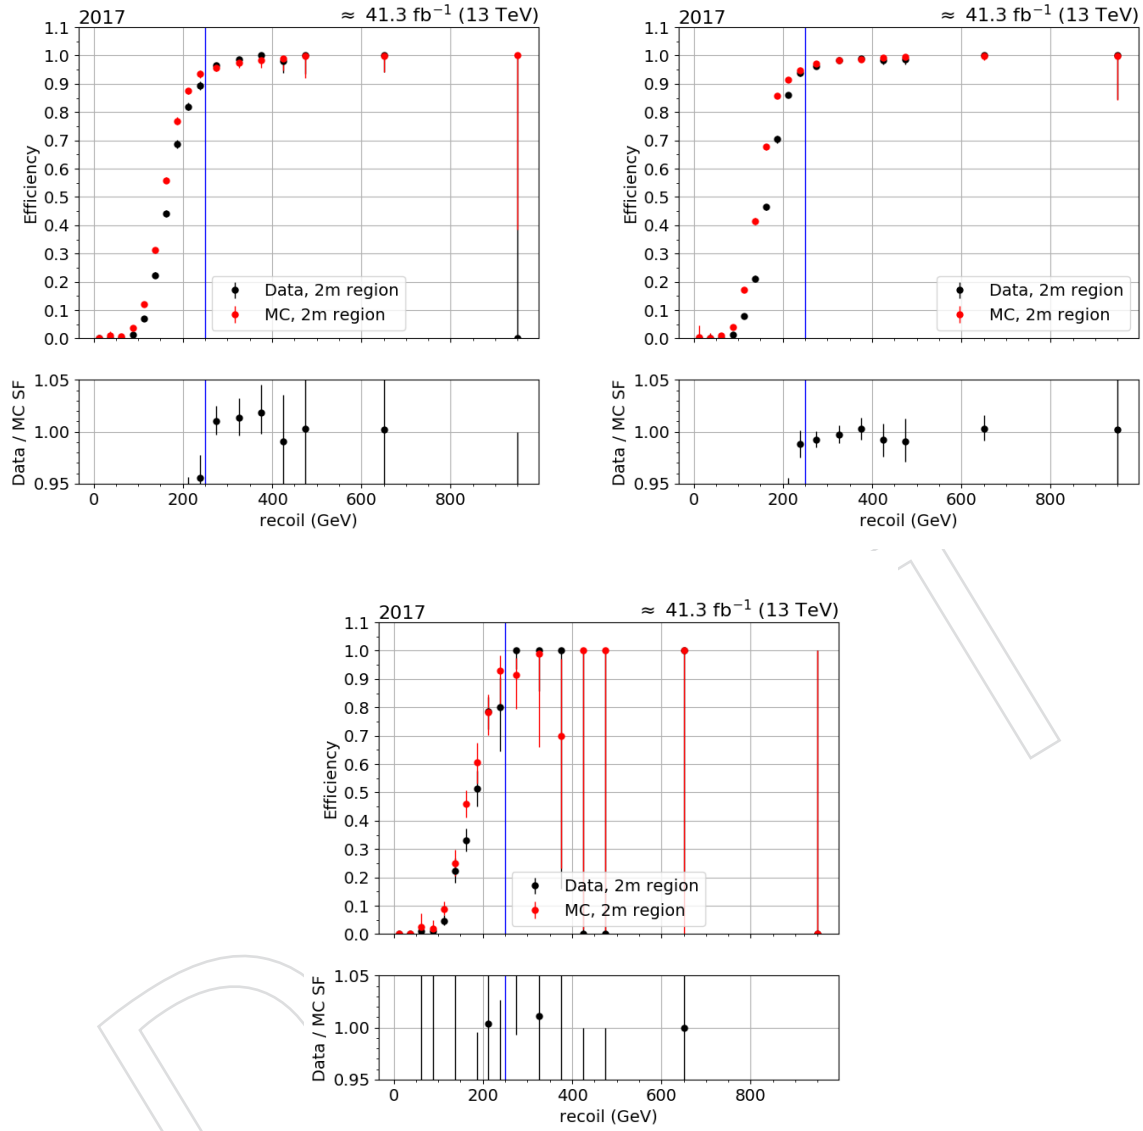 2017 ≈ 41.3 fb⁻¹ (13 TeV)
1.1
1.0
0.9
0.8
0.7
0.6
0.5
0.4
0.3
0.2
0.1
0.0
Efficiency
Data, 2m region
MC, 2m region
1.05
1.00
0.95
Data / MC SF
0 200 400 600 800
recoil (GeV)
2017 ≈ 41.3 fb⁻¹ (13 TeV)
1.1
1.0
0.9
0.8
0.7
0.6
0.5
0.4
0.3
0.2
0.1
0.0
Efficiency
Data, 2m region
MC, 2m region
1.05
1.00
0.95
Data / MC SF
0 200 400 600 800
recoil (GeV)
2017 ≈ 41.3 fb⁻¹ (13 TeV)
1.1
1.0
0.9
0.8
0.7
0.6
0.5
0.4
0.3
0.2
0.1
0.0
Efficiency
Data, 2m region
MC, 2m region
1.05
1.00
0.95
Data / MC SF
0 200 400 600 800
recoil (GeV)